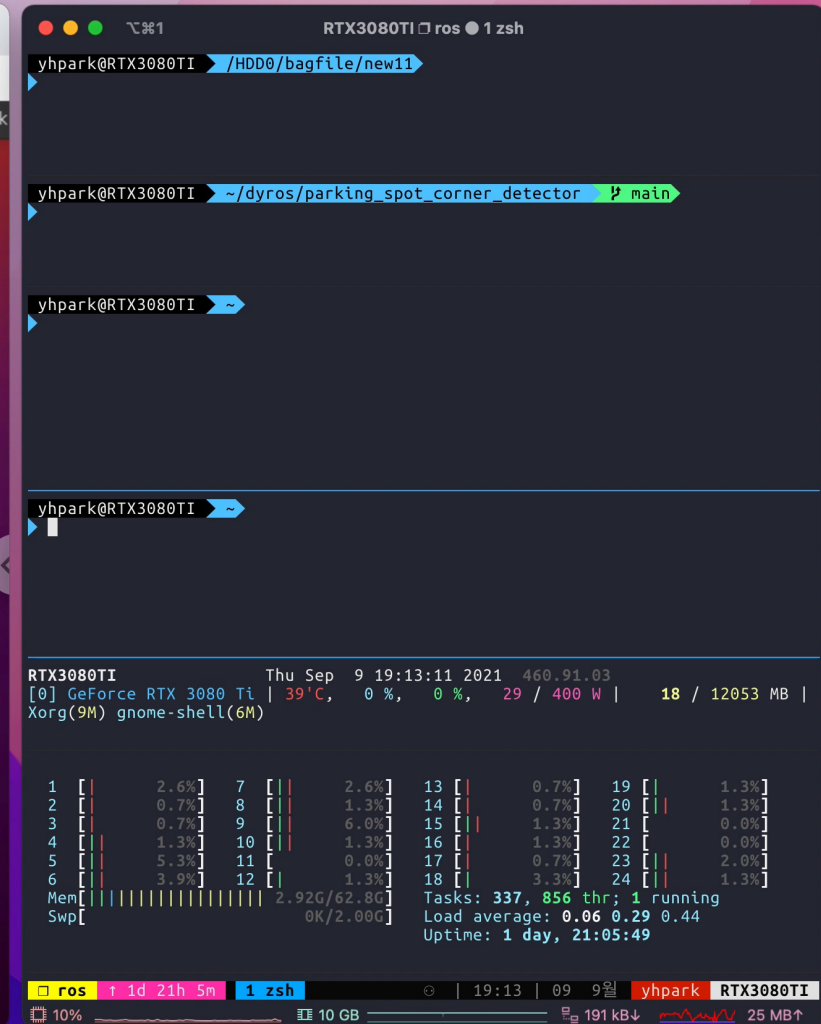 ⌥⌘1 RTX3080TI ❐ ros ● 1 zsh
yhpark@RTX3080TI /HDD0/bagfile/new11
yhpark@RTX3080TI ~/dyros/parking_spot_corner_detector main
yhpark@RTX3080TI ~
yhpark@RTX3080TI ~
RTX3080TI Thu Sep 9 19:13:11 2021 460.91.03
[0] GeForce RTX 3080 Ti | 39'C, 0 %, 0 %, 29 / 400 W | 18 / 12053 MB |
Xorg(9M) gnome-shell(6M)
1 [| 2.6%] 7 [|| 2.6%] 13 [| 0.7%] 19 [| 1.3%]
2 [| 0.7%] 8 [|| 1.3%] 14 [| 0.7%] 20 [|| 1.3%]
3 [| 0.7%] 9 [|| 6.0%] 15 [|| 1.3%] 21 [ 0.0%]
4 [|| 1.3%] 10 [|| 1.3%] 16 [| 1.3%] 22 [ 0.0%]
5 [|| 5.3%] 11 [ 0.0%] 17 [| 0.7%] 23 [|| 2.0%]
6 [|| 3.9%] 12 [| 1.3%] 18 [| 3.3%] 24 [|| 1.3%]
Mem[|||||||||||||||||| 2.92G/62.8G] Tasks: 337, 856 thr; 1 running
Swp[ 0K/2.00G] Load average: 0.06 0.29 0.44
Uptime: 1 day, 21:05:49
❐ ros ↑ 1d 21h 5m 1 zsh ⚇ | 19:13 | 09 9월 yhpark RTX3080TI
10% 10 GB 191 kB↓ 25 MB↑